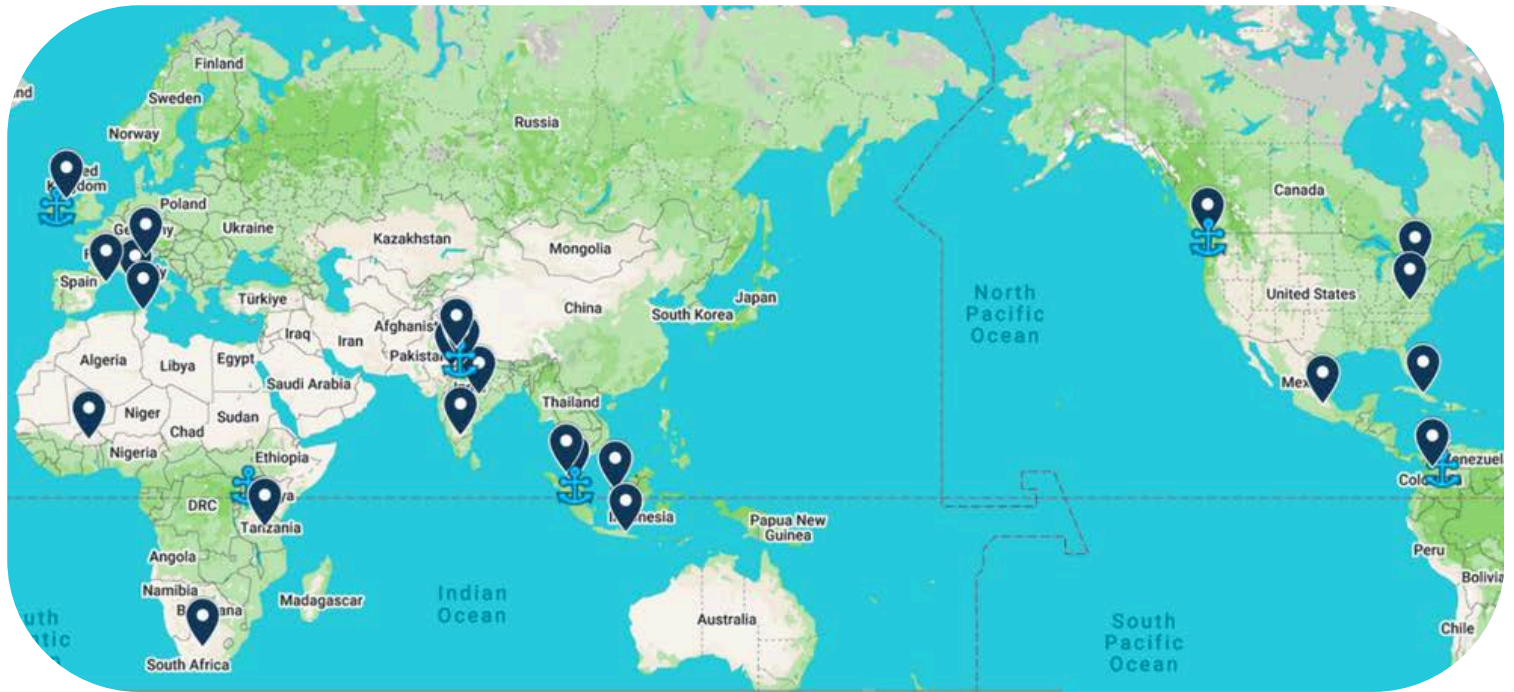 Finland
Sweden
Norway
Russia
Poland
Ukraine
Kazakhstan
Mongolia
Spain
Türkiye
China
Japan
South Korea
Iraq
Iran
Algeria
Libya
Egypt
Saudi Arabia
Thailand
Niger
Sudan
Chad
Nigeria
Ethiopia
DRC
Tanzania
Papua New
Guinea
Angola
Namibia
Madagascar
Indian
Ocean
Australia
South Africa
North
Pacific
Ocean
South
Pacific
Ocean
Canada
United States
Peru
Chile